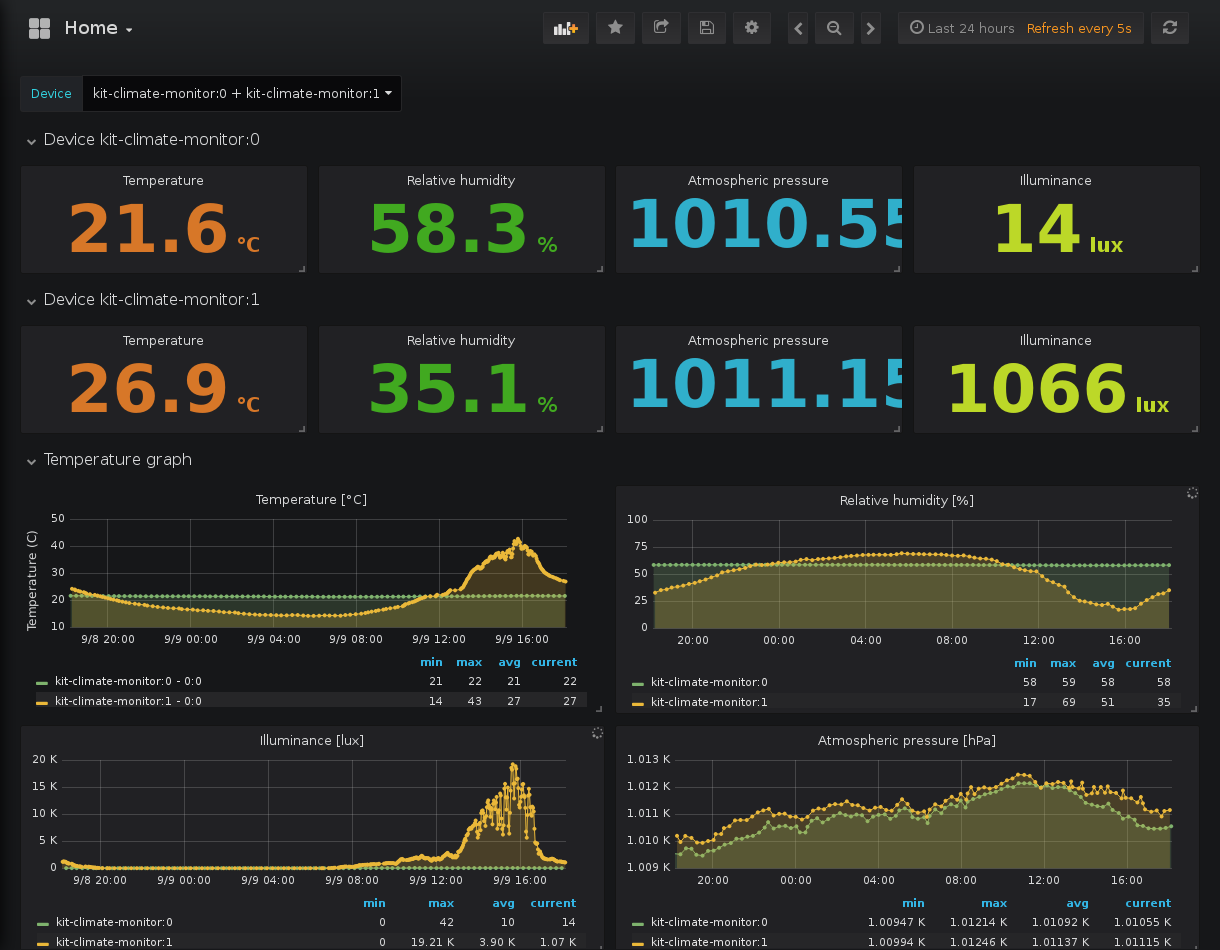 Home
Last 24 hours Refresh every 5s
Device kit-climate-monitor:0 + kit-climate-monitor:1
Device kit-climate-monitor:0
Temperature Relative humidity Atmospheric pressure Illuminance
21.6 °C 58.3 % 1010.55 14 lux
Device kit-climate-monitor:1
Temperature Relative humidity Atmospheric pressure Illuminance
26.9 °C 35.1 % 1011.15 1066 lux
Temperature graph
Temperature [°C]
Temperature (C)
50
40
30
20
10
9/8 20:00 9/9 00:00 9/9 04:00 9/9 08:00 9/9 12:00 9/9 16:00
min max avg current
kit-climate-monitor:0 - 0:0 21 22 21 22
kit-climate-monitor:1 - 0:0 14 43 27 27
Relative humidity [%]
100
75
50
25
0
20:00 00:00 04:00 08:00 12:00 16:00
min max avg current
kit-climate-monitor:0 58 59 58 58
kit-climate-monitor:1 17 69 51 35
Illuminance [lux]
20 K
15 K
10 K
5 K
0
9/8 20:00 9/9 00:00 9/9 04:00 9/9 08:00 9/9 12:00 9/9 16:00
min max avg current
kit-climate-monitor:0 0 42 10 14
kit-climate-monitor:1 0 19.21 K 3.90 K 1.07 K
Atmospheric pressure [hPa]
1.013 K
1.012 K
1.011 K
1.010 K
1.009 K
20:00 00:00 04:00 08:00 12:00 16:00
min max avg current
kit-climate-monitor:0 1.00947 K 1.01214 K 1.01092 K 1.01055 K
kit-climate-monitor:1 1.00994 K 1.01246 K 1.01137 K 1.01115 K